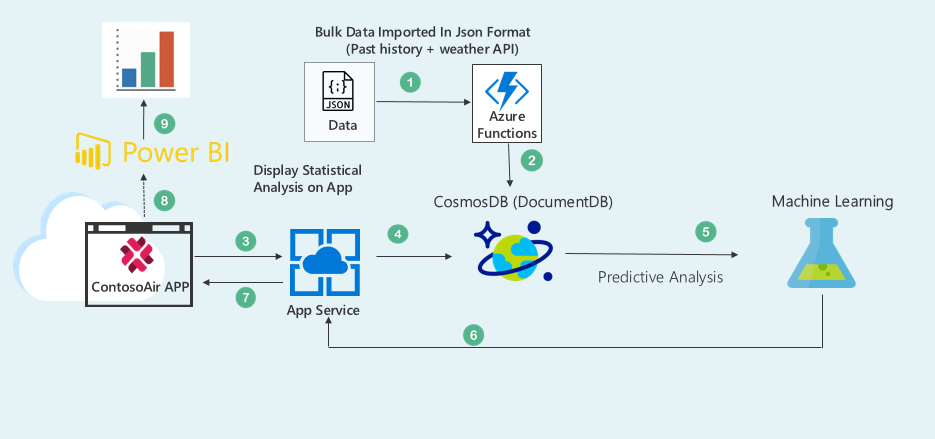 Bulk Data Imported In Json Format
(Past history + weather API)
{;}
JSON
Data
1
Azure
Functions
2
9
Power BI
Display Statistical
Analysis on App
8
CosmosDB (DocumentDB)
Machine Learning
3
4
5
ContosoAir APP
7
Predictive Analysis
App Service
6